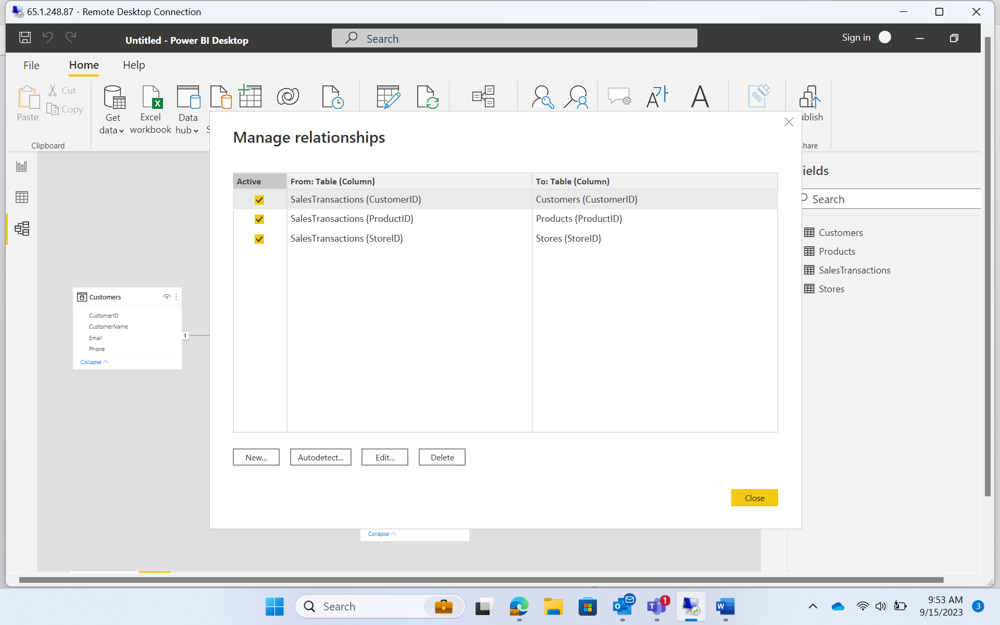 65.1.248.87 - Remote Desktop Connection
Untitled - Power BI Desktop
Search
Sign in
File
Home
Help
Paste
Cut
Copy
Get data
Excel workbook
Data hub
S
ublish
Clipboard
hare
Manage relationships
Active
From: Table (Column)
To: Table (Column)
SalesTransactions (CustomerID)
Customers (CustomerID)
SalesTransactions (ProductID)
Products (ProductID)
SalesTransactions (StoreID)
Stores (StoreID)
New...
Autodetect...
Edit...
Delete
Close
ields
Search
Customers
Products
SalesTransactions
Stores
Customers
CustomerID
CustomerName
Email
Phone
Collapse
1
Collapse
Search
1
9:53 AM
9/15/2023
3